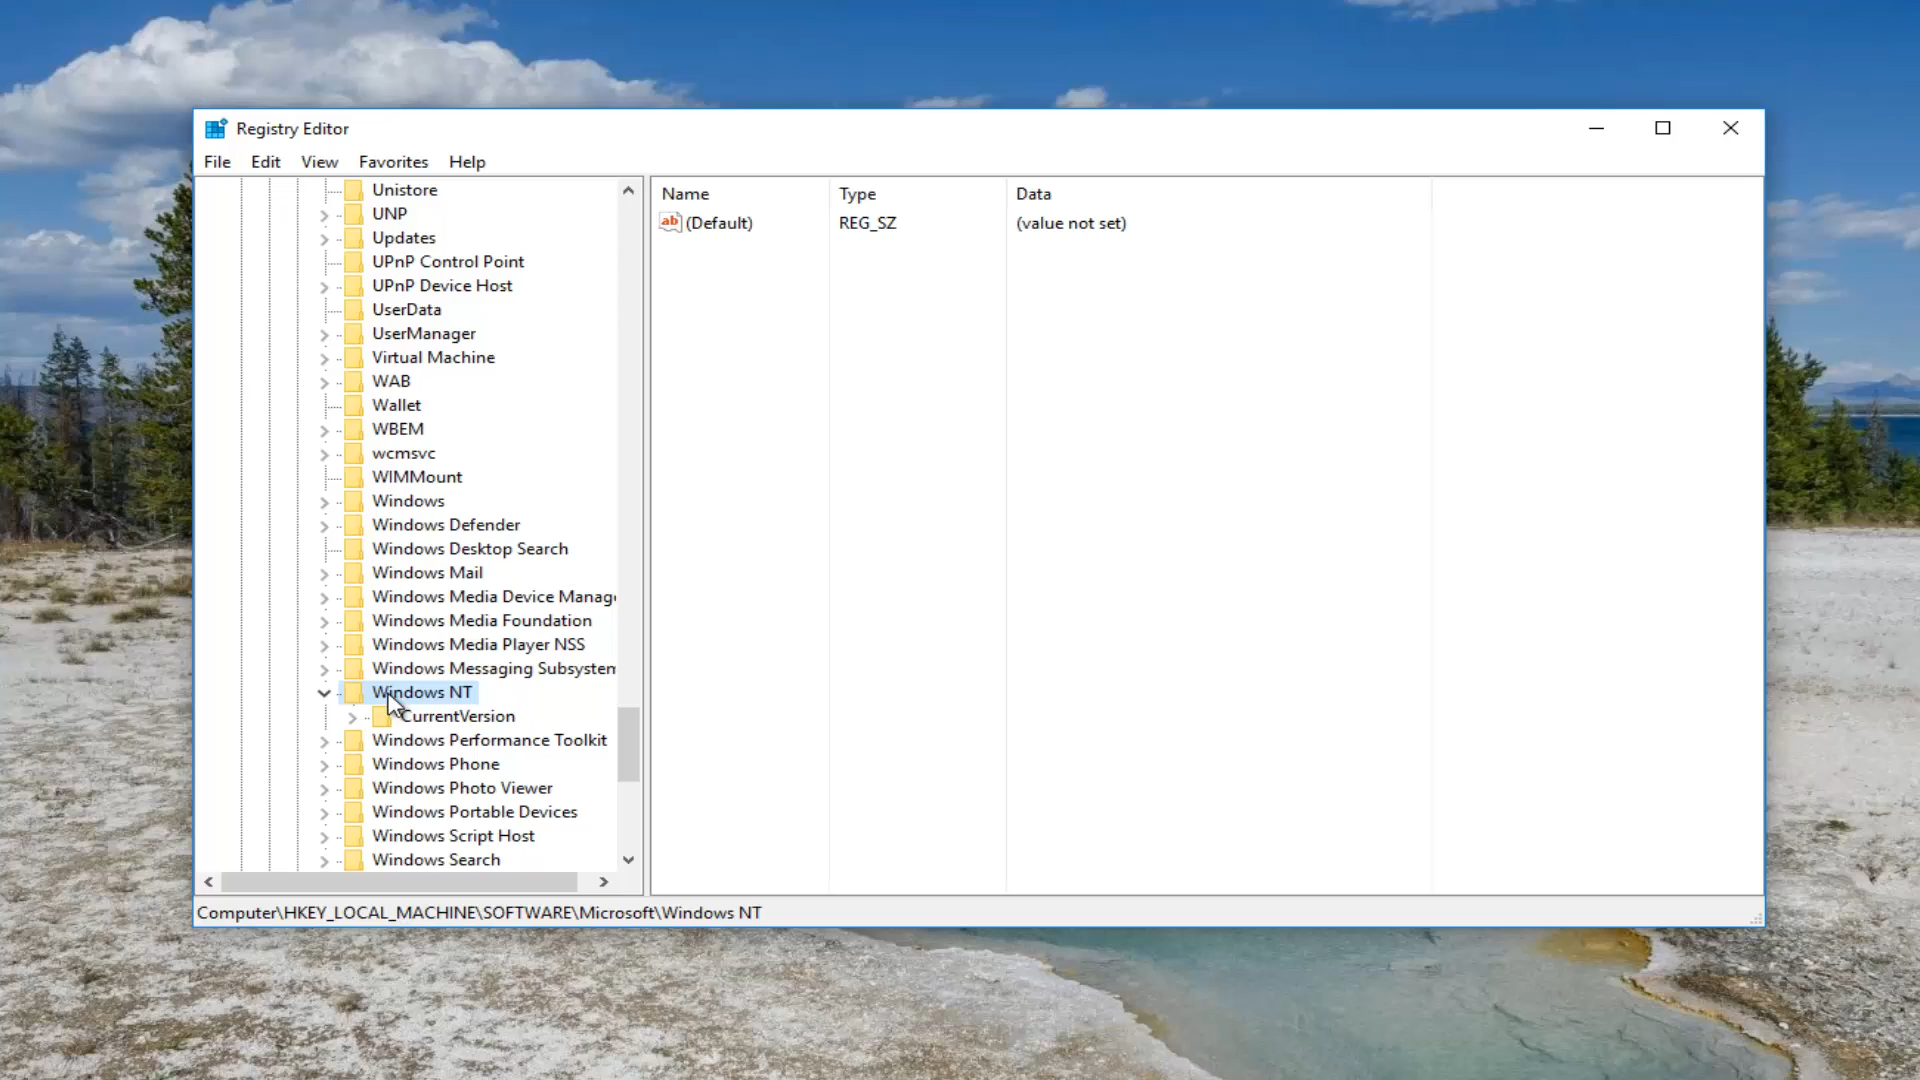 Registry Editor
File Edit View Favorites Help
Unistore
UNP
Updates
UPnP Control Point
UPnP Device Host
UserData
UserManager
Virtual Machine
WAB
Wallet
WBEM
wcmsvc
WIMMount
Windows
Windows Defender
Windows Desktop Search
Windows Mail
Windows Media Device Manag
Windows Media Foundation
Windows Media Player NSS
Windows Messaging Subsystem
Windows NT
CurrentVersion
Windows Performance Toolkit
Windows Phone
Windows Photo Viewer
Windows Portable Devices
Windows Script Host
Windows Search
Name Type Data
ab (Default) REG_SZ (value not set)
Computer\HKEY_LOCAL_MACHINE\SOFTWARE\Microsoft\Windows NT